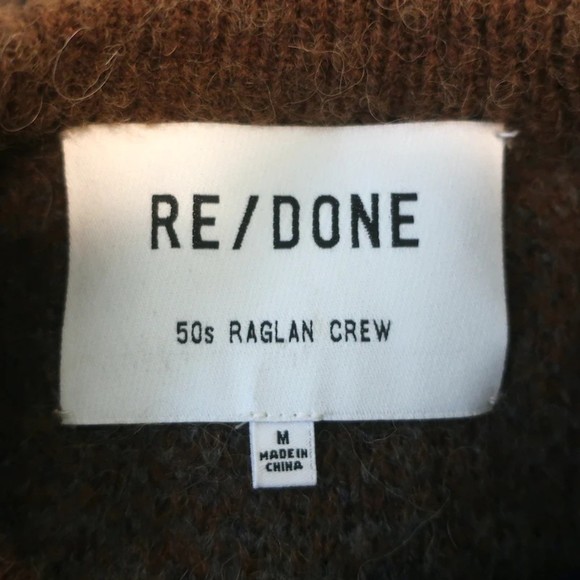 RE/DONE
50s RAGLAN CREW
M
MADE IN
CHINA